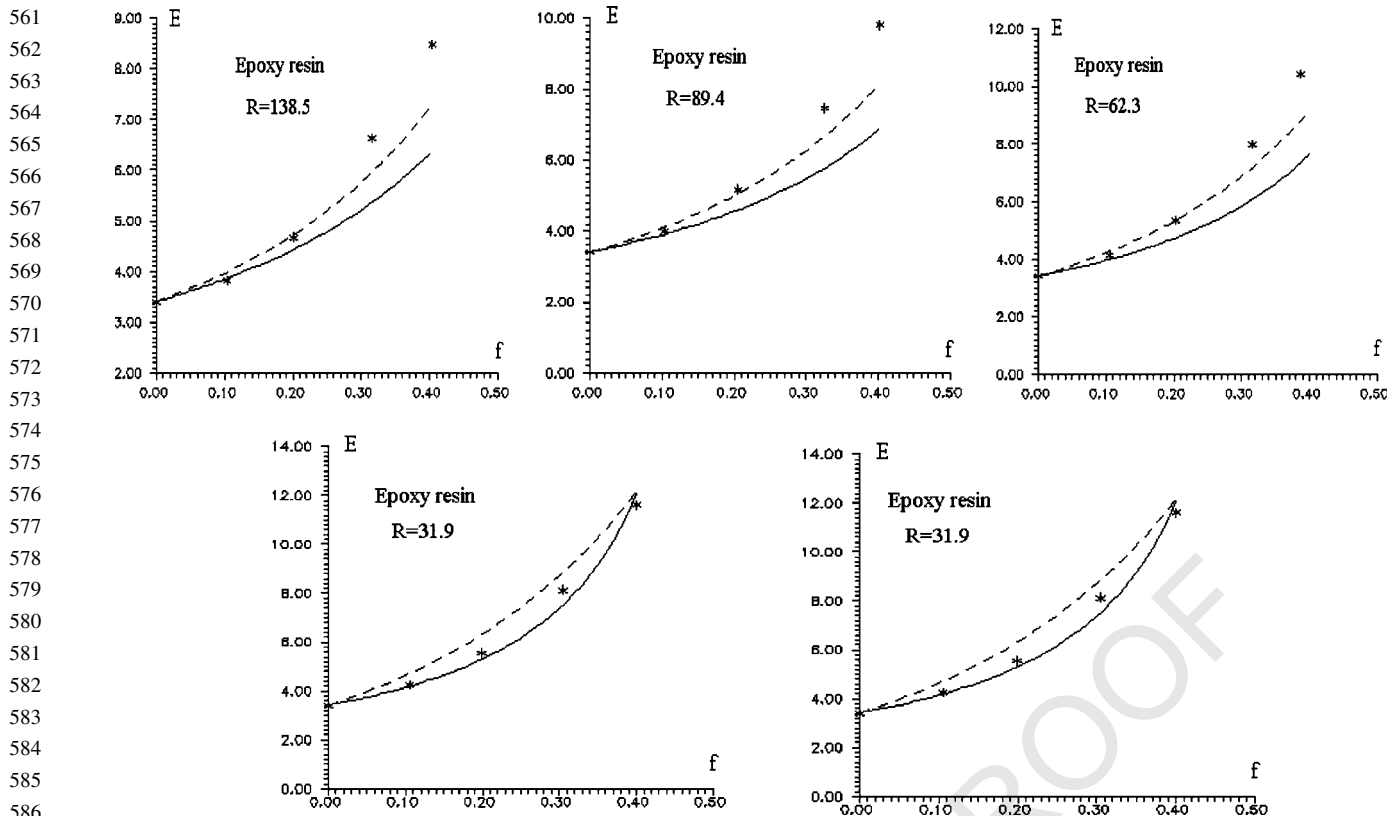 561
562
563
564
565
566
567
568
569
570
571
572
573
574
575
576
577
578
579
580
581
582
583
584
585
586
9.00 E
8.00
7.00
6.00
5.00
4.00
3.00
2.00
Epoxy resin
R=138.5
f
0.00 0.10 0.20 0.30 0.40 0.50
10.00 E
8.00
6.00
4.00
2.00
0.00
Epoxy resin
R=89.4
f
0.00 0.10 0.20 0.30 0.40 0.50
12.00 E
10.00
8.00
6.00
4.00
2.00
0.00
Epoxy resin
R=62.3
f
0.00 0.10 0.20 0.30 0.40 0.50
14.00 E
12.00
10.00
8.00
6.00
4.00
2.00
0.00
Epoxy resin
R=31.9
f
0.00 0.10 0.20 0.30 0.40 0.50
14.00 E
12.00
10.00
8.00
6.00
4.00
2.00
0.00
Epoxy resin
R=31.9
f
0.00 0.10 0.20 0.30 0.40 0.50
ROOF